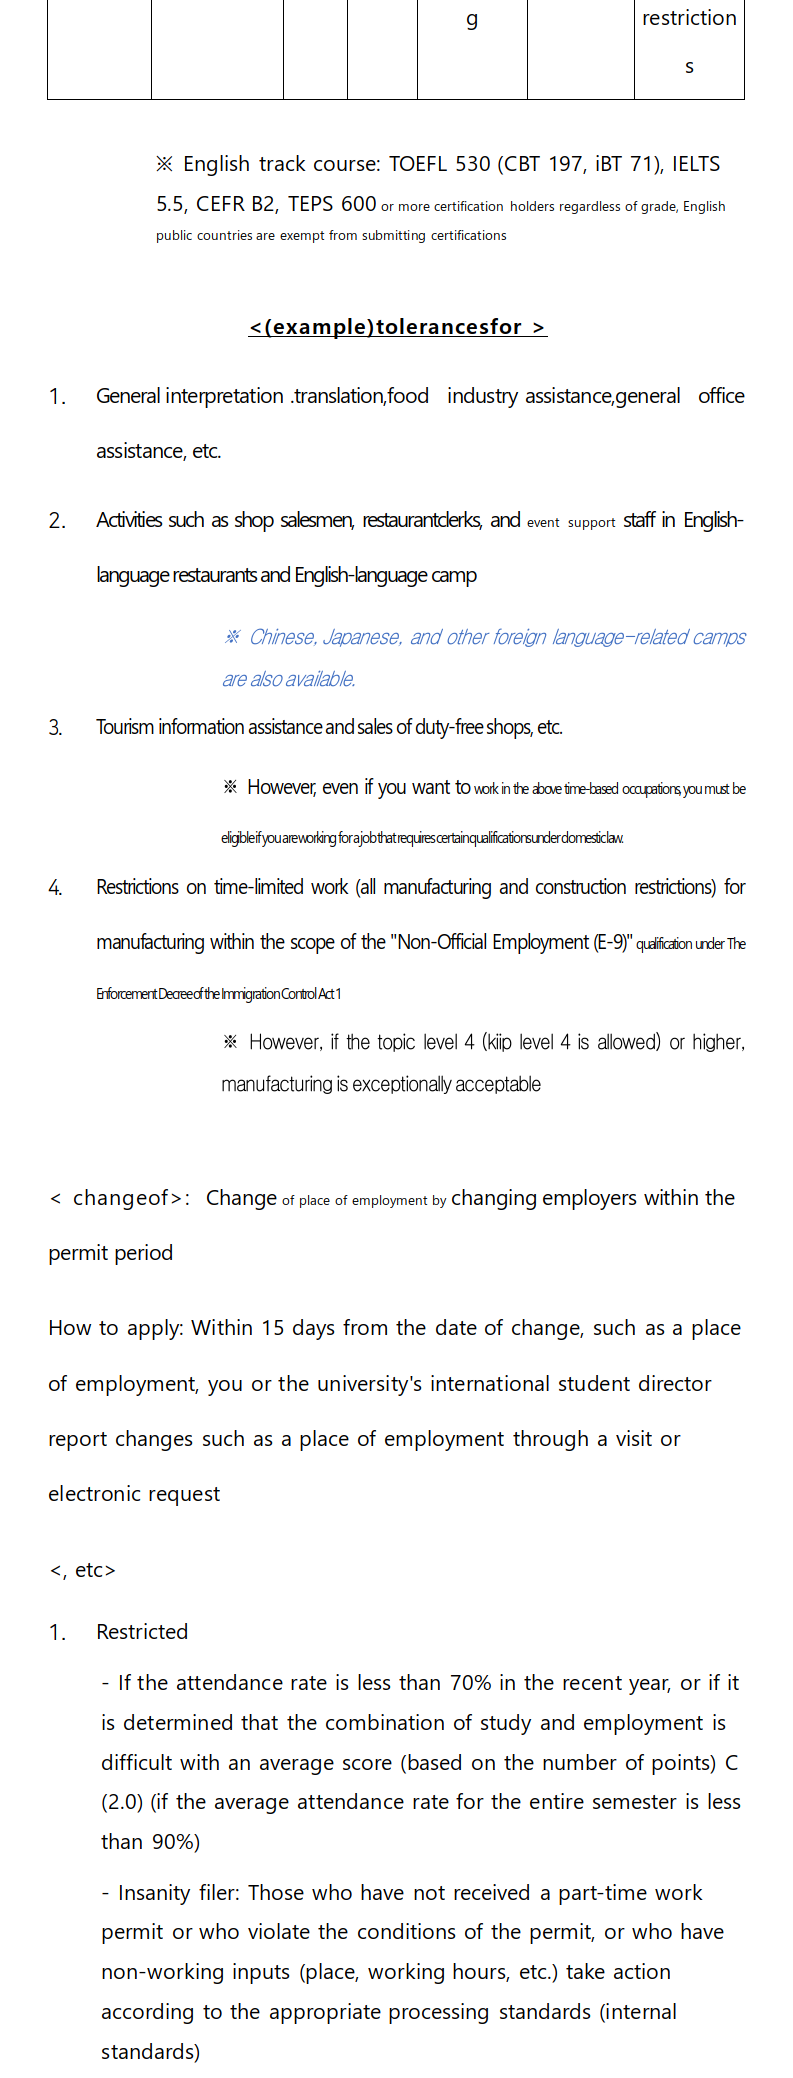 g
restriction
s
※ English track course: TOEFL 530 (CBT 197, iBT 71), IELTS
5.5, CEFR B2, TEPS 600 or more certification holders regardless of grade, English
public countries are exempt from submitting certifications
<(example)tolerancesfor >
1. General interpretation .translation,food industry assistance,general office
assistance, etc.
2. Activities such as shop salesmen, restaurantclerks, and event support staff in English-
language restaurants and English-language camp
※ Chinese, Japanese, and other foreign language-related camps
are also available.
3. Tourism information assistance and sales of duty-free shops, etc.
※ However, even if you want to work in the above time-based occupations, you must be
eligible if you are working for a job that requires certain qualifications under domestic law.
4. Restrictions on time-limited work (all manufacturing and construction restrictions) for
manufacturing within the scope of the "Non-Official Employment (E-9)" qualification under The
Enforcement Decree of the Immigration Control Act 1
※ However, if the topic level 4 (kiip level 4 is allowed) or higher,
manufacturing is exceptionally acceptable
< changeof>: Change of place of employment by changing employers within the
permit period
How to apply: Within 15 days from the date of change, such as a place
of employment, you or the university's international student director
report changes such as a place of employment through a visit or
electronic request
<, etc>
1. Restricted
- If the attendance rate is less than 70% in the recent year, or if it
is determined that the combination of study and employment is
difficult with an average score (based on the number of points) C
(2.0) (if the average attendance rate for the entire semester is less
than 90%)
- Insanity filer: Those who have not received a part-time work
permit or who violate the conditions of the permit, or who have
non-working inputs (place, working hours, etc.) take action
according to the appropriate processing standards (internal
standards)